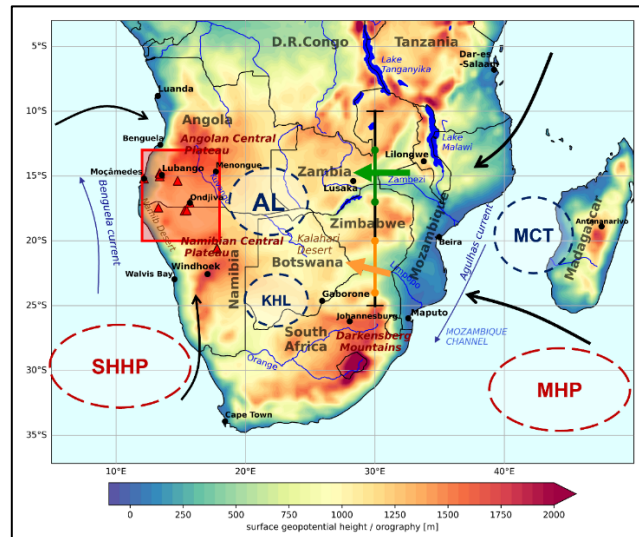 D.R.Congo
Tanzania
Dar-es
-Salaam
Lake
Tanganyika
5°S
Luanda
10°S
Angola
Benguela
Angolan Central
Plateau
Lilongwe
Lake
Malawi
Moçâmedes
Lubango
Menongue
15°S
Zambia
Lusaka
Zambezi
Ondjiva
AL
Benguela current
Namib Desert
Zimbabwe
Mozambique
Antananarivo
Madagascar
MCT
20°S
Namibian Central
Plateau
Kalahari
Desert
Beira
Agulhas current
Walvis Bay
Windhoek
Namibia
Botswana
Limpopo
KHL
25°S
Gaborone
Johannesburg
Maputo
South
Africa
Darkensberg
Mountains
MOZAMBIQUE
CHANNEL
SHHP
MHP
Orange
30°S
Cape Town
35°S
10°E 20°E 30°E 40°E
0 250 500 750 1000 1250 1500 1750 2000
surface geopotential height / orography [m]